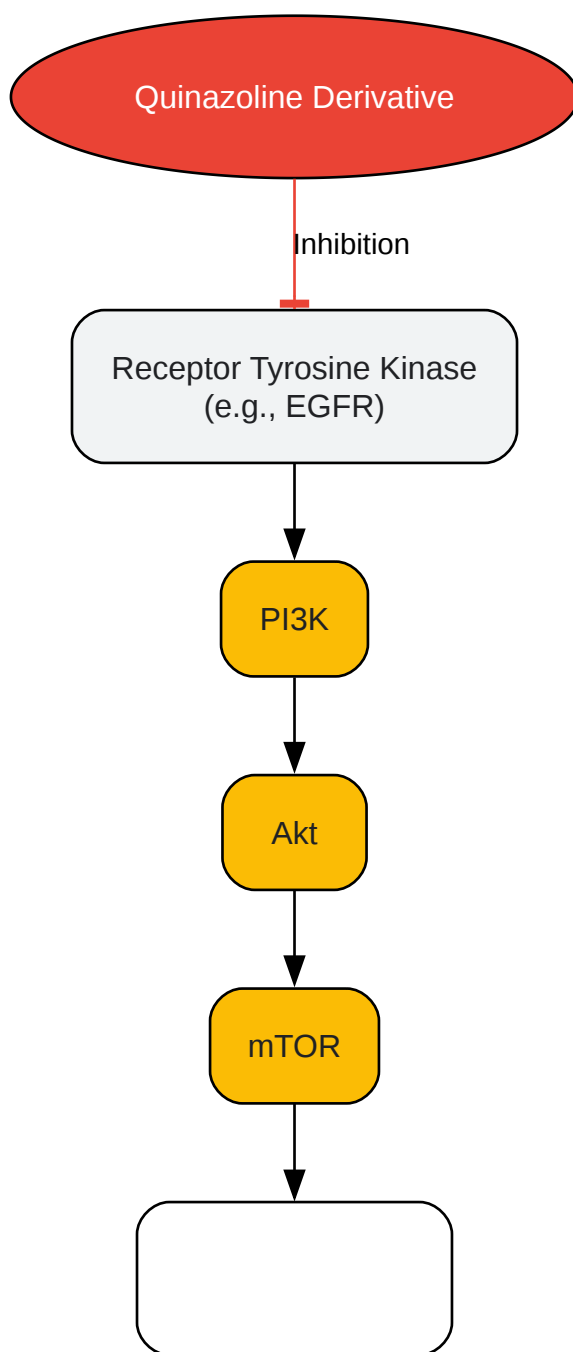 Quinazoline Derivative
Inhibition
Receptor Tyrosine Kinase
(e.g., EGFR)
PI3K
Akt
mTOR